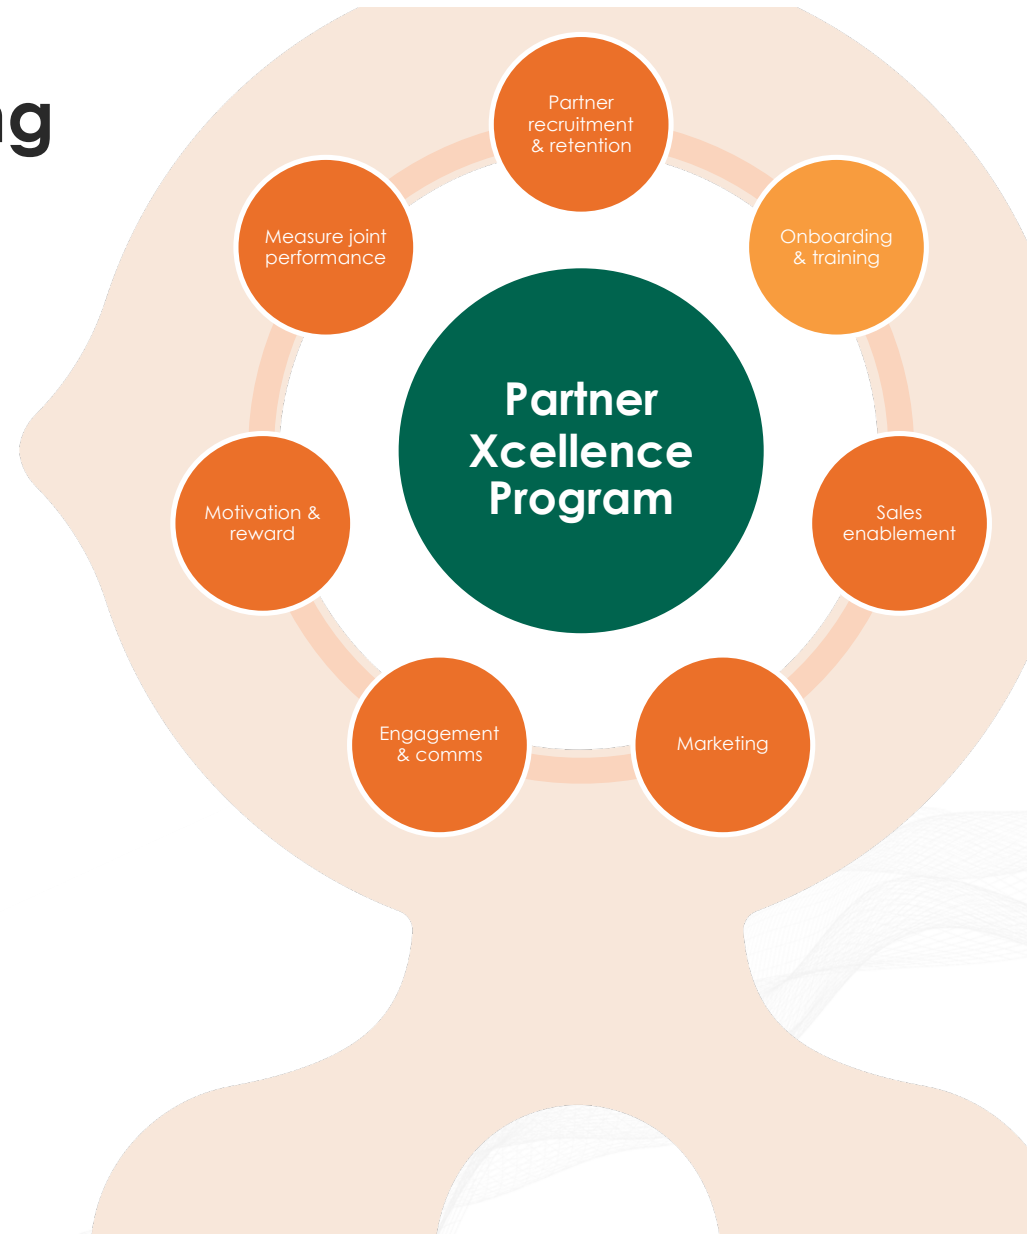 ng
Partner
recruitment
& retention
Onboarding
& training
Measure joint
performance
Partner
Xcellence
Program
Motivation &
reward
Sales
enablement
Engagement
& comms
Marketing